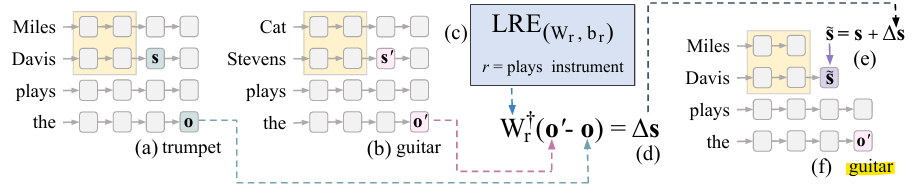 Miles
Davis s
plays
the o
(a) trumpet
Cat
Stevens s′
plays
the o′
(b) guitar
(c) LRE(Wr , br)
r = plays instrument
Wr†(o′- o) = Δs
(d)
s̃ = s + Δs
(e)
Miles
Davis s̃
plays
the o′
(f) guitar